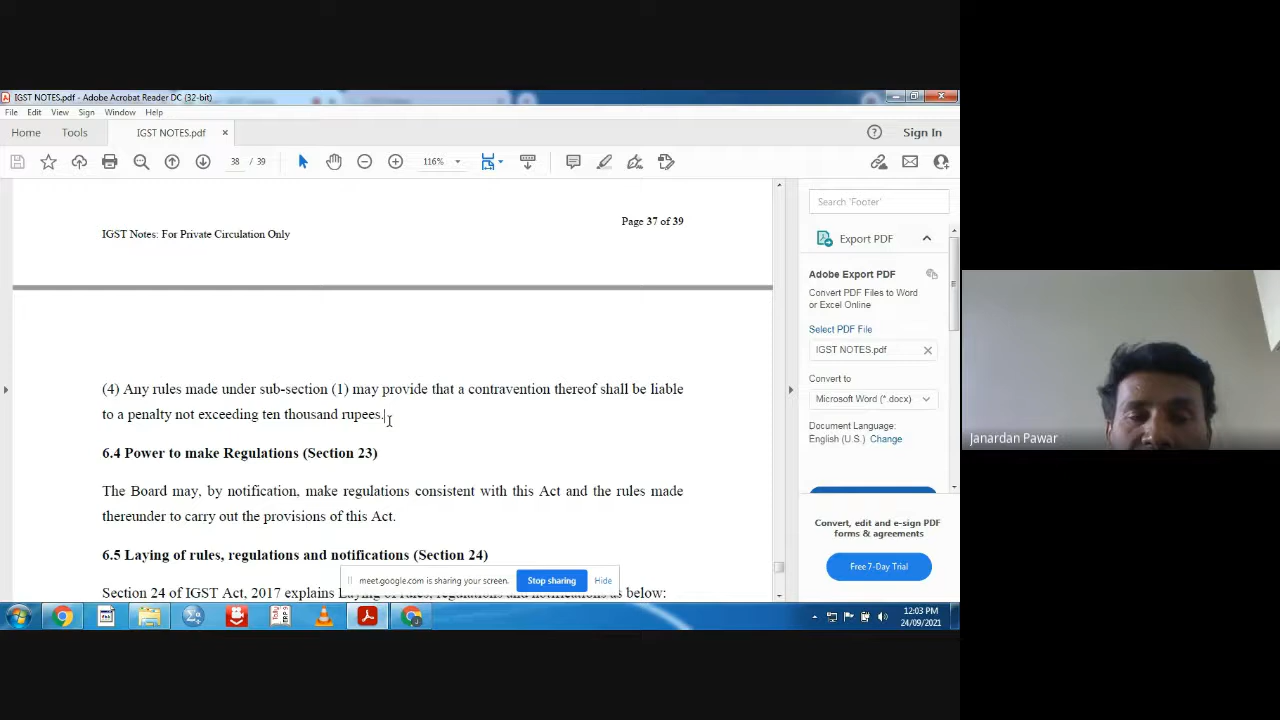 IGST NOTES.pdf - Adobe Acrobat Reader DC (32-bit)
File Edit View Sign Window Help
Home Tools IGST NOTES.pdf × Sign In
38 / 39 116%
Page 37 of 39
IGST Notes: For Private Circulation Only
(4) Any rules made under sub-section (1) may provide that a contravention thereof shall be liable
to a penalty not exceeding ten thousand rupees.
6.4 Power to make Regulations (Section 23)
The Board may, by notification, make regulations consistent with this Act and the rules made
thereunder to carry out the provisions of this Act.
6.5 Laying of rules, regulations and notifications (Section 24)
Section 24 of IGST Act, 2017 explains Laying of rules, regulations and notifications as below:
meet.google.com is sharing your screen. Stop sharing Hide
Search 'Footer'
Export PDF
Adobe Export PDF
Convert PDF Files to Word
or Excel Online
Select PDF File
IGST NOTES.pdf
Convert to
Microsoft Word (*.docx)
Document Language:
English (U.S.) Change
Convert, edit and e-sign PDF
forms & agreements
Free 7-Day Trial
12:03 PM
24/09/2021
Janardan Pawar